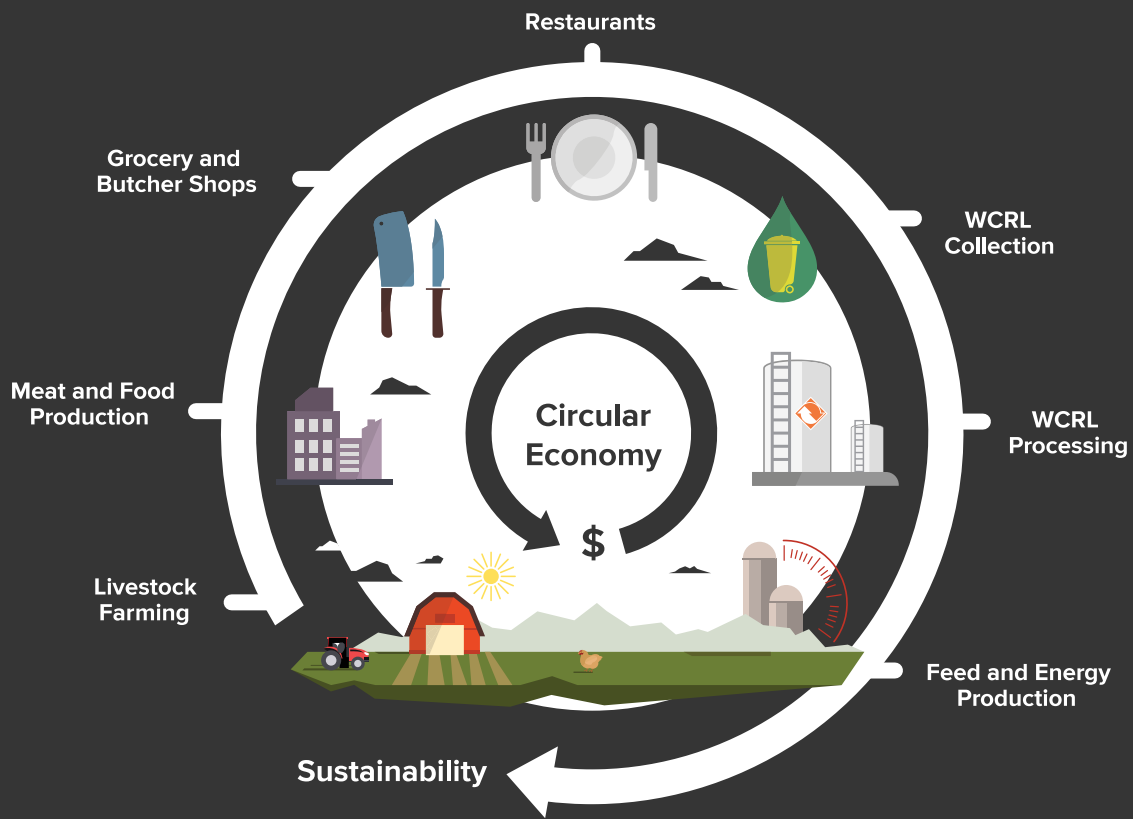 Restaurants
Grocery and
Butcher Shops
WCRL
Collection
Meat and Food
Production
Circular
Economy
WCRL
Processing
$
Livestock
Farming
Feed and Energy
Production
Sustainability